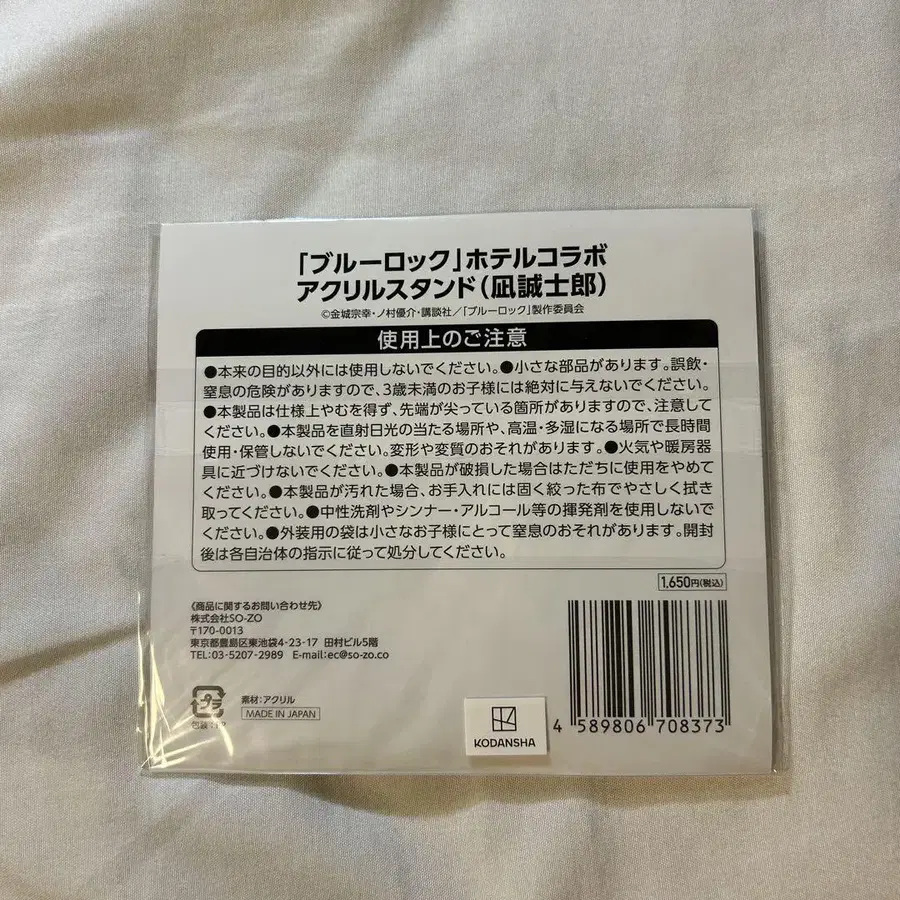 「ブルーロック」ホテルコラボ
アクリルスタンド(凪誠士郎)
©金城宗幸・ノ村優介・講談社／「ブルーロック」製作委員会
使用上のご注意
●本来の目的以外には使用しないでください。●小さな部品があります。誤飲・
窒息の危険がありますので、3歳未満のお子様には絶対に与えないでください。
●本製品は仕様上やむを得ず、先端が尖っている箇所がありますので、注意して
ください。●本製品を直射日光の当たる場所や、高温・多湿になる場所で長時間
使用・保管しないでください。変形や変質のおそれがあります。●火気や暖房器
具に近づけないでください。●本製品が破損した場合はただちに使用をやめて
ください。●本製品が汚れた場合、お手入れには固く絞った布でやさしく拭き
取ってください。●中性洗剤やシンナー・アルコール等の揮発剤を使用しないで
ください。●外装用の袋は小さなお子様にとって窒息のおそれがあります。開封
後は各自治体の指示に従って処分してください。
1,650円(税込)
《商品に関するお問い合わせ先》
株式会社SO-ZO
〒170-0013
東京都豊島区東池袋4-23-17 田村ビル5階
TEL:03-5207-2989 E-mail:ec@so-zo.co
プラ
包装
素材:アクリル
MADE IN JAPAN
KODANSHA
4 589806 708373